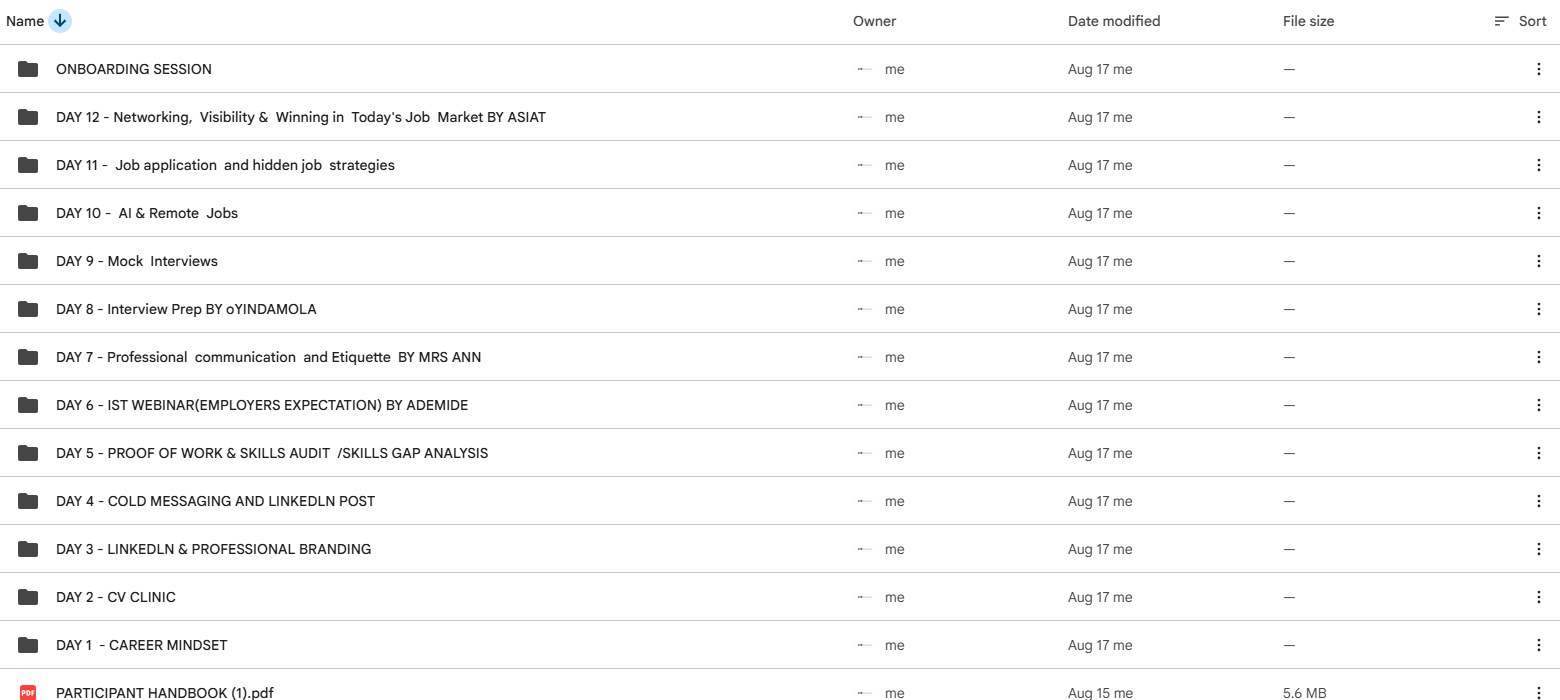 Name Owner Date modified File size Sort
ONBOARDING SESSION me Aug 17 me —
DAY 12 - Networking,  Visibility &  Winning in  Today's Job  Market BY ASIAT me Aug 17 me —
DAY 11 -  Job application  and hidden job  strategies me Aug 17 me —
DAY 10 -  AI & Remote  Jobs me Aug 17 me —
DAY 9 - Mock  Interviews me Aug 17 me —
DAY 8 - Interview Prep BY oYINDAMOLA me Aug 17 me —
DAY 7 - Professional  communication  and Etiquette  BY MRS ANN me Aug 17 me —
DAY 6 - IST WEBINAR(EMPLOYERS EXPECTATION) BY ADEMIDE me Aug 17 me —
DAY 5 - PROOF OF WORK & SKILLS AUDIT  /SKILLS GAP ANALYSIS me Aug 17 me —
DAY 4 - COLD MESSAGING AND LINKEDLN POST me Aug 17 me —
DAY 3 - LINKEDLN & PROFESSIONAL BRANDING me Aug 17 me —
DAY 2 - CV CLINIC me Aug 17 me —
DAY 1  - CAREER MINDSET me Aug 17 me —
PDF PARTICIPANT HANDBOOK (1).pdf me Aug 15 me 5.6 MB